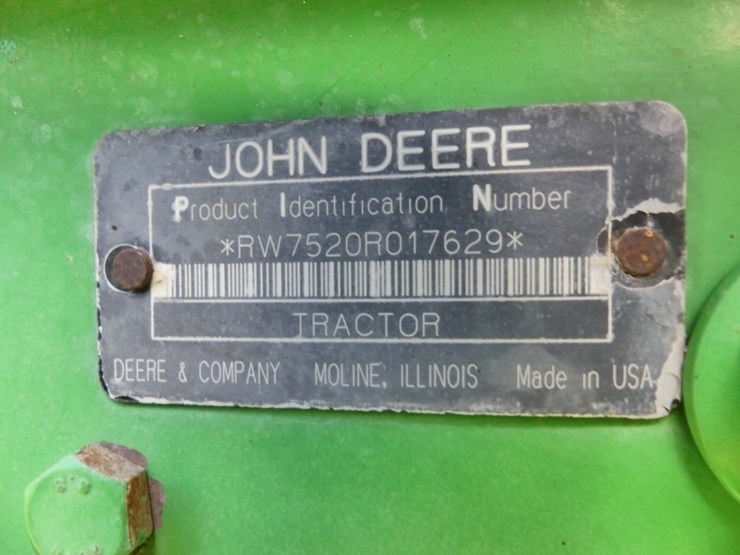 JOHN DEERE
Product Identification Number
*RW7520R017629*
TRACTOR
DEERE & COMPANY MOLINE, ILLINOIS Made in USA